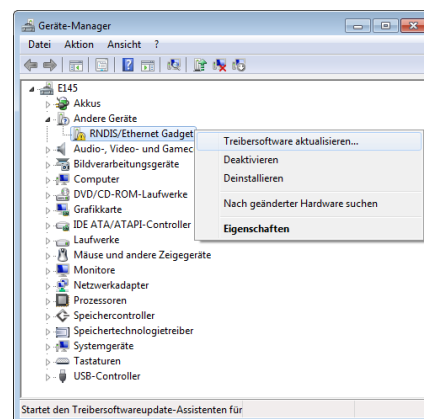 Geräte-Manager
Datei Aktion Ansicht ?
E145
Akkus
Andere Geräte
RNDIS/Ethernet Gadget
Audio-, Video- und Gamec
Bildverarbeitungsgeräte
Computer
DVD/CD-ROM-Laufwerke
Grafikkarte
IDE ATA/ATAPI-Controller
Laufwerke
Mäuse und andere Zeigegeräte
Monitore
Netzwerkadapter
Prozessoren
Speichercontroller
Speichertechnologietreiber
Systemgeräte
Tastaturen
USB-Controller
Treibersoftware aktualisieren...
Deaktivieren
Deinstallieren
Nach geänderter Hardware suchen
Eigenschaften
Startet den Treibersoftwareupdate-Assistenten für